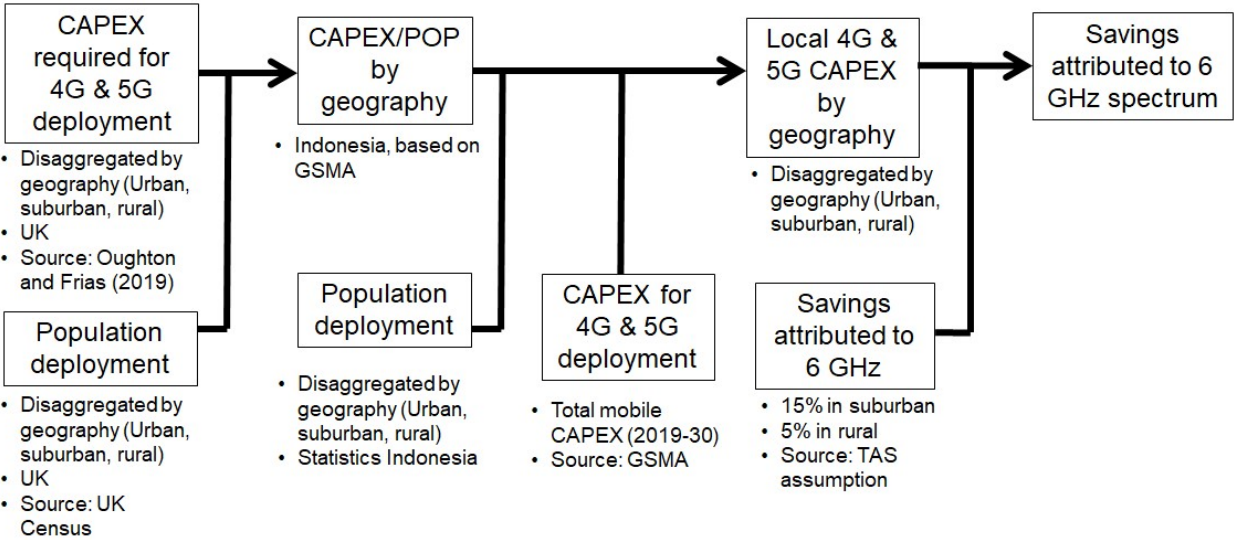 CAPEX
required for
4G & 5G
deployment
• Disaggregated by
geography (Urban,
suburban, rural)
• UK
• Source: Oughton
and Frias (2019)
Population
deployment
• Disaggregated by
geography (Urban,
suburban, rural)
• UK
• Source: UK
Census
CAPEX/POP
by
geography
• Indonesia, based on
GSMA
Population
deployment
• Disaggregated by
geography (Urban,
suburban, rural)
• Statistics Indonesia
CAPEX for
4G & 5G
deployment
• Total mobile
CAPEX (2019-30)
• Source: GSMA
Local 4G &
5G CAPEX
by
geography
• Disaggregated by
geography (Urban,
suburban, rural)
Savings
attributed to
6 GHz
• 15% in suburban
• 5% in rural
• Source: TAS
assumption
Savings
attributed to 6
GHz spectrum